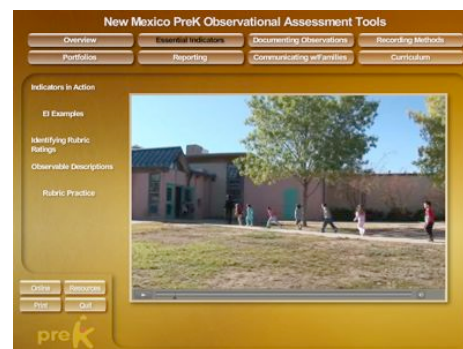 New Mexico PreK Observational Assessment Tools
Overview
Essential Indicators
Documenting Observations
Recording Methods
Portfolios
Reporting
Communicating w/Families
Curriculum
Indicators in Action
EI Examples
Identifying Rubric
Ratings
Observable Descriptions
Rubric Practice
Online
Resources
Print
Quit
preK